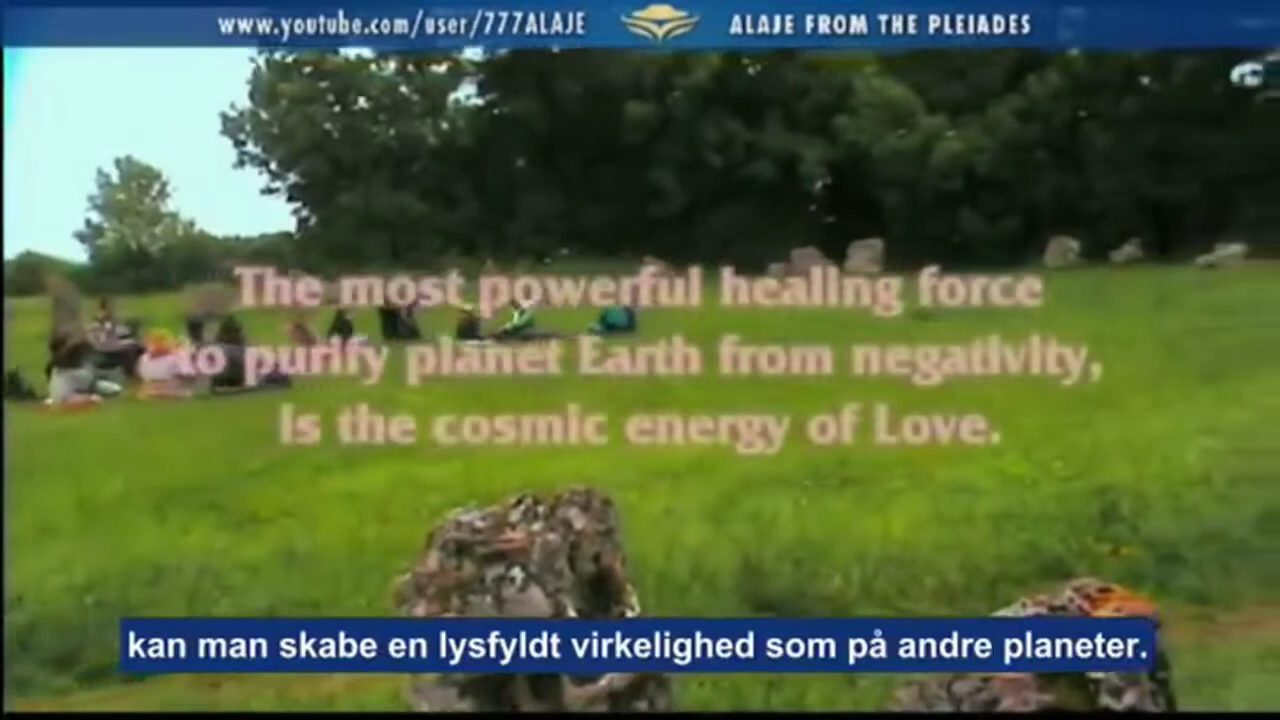 www.youtube.com/user/777ALAJE ALAJE FROM THE PLEIADES
The most powerful healing force
to purify planet Earth from negativity,
is the cosmic energy of Love.
kan man skabe en lysfyldt virkelighed som på andre planeter.